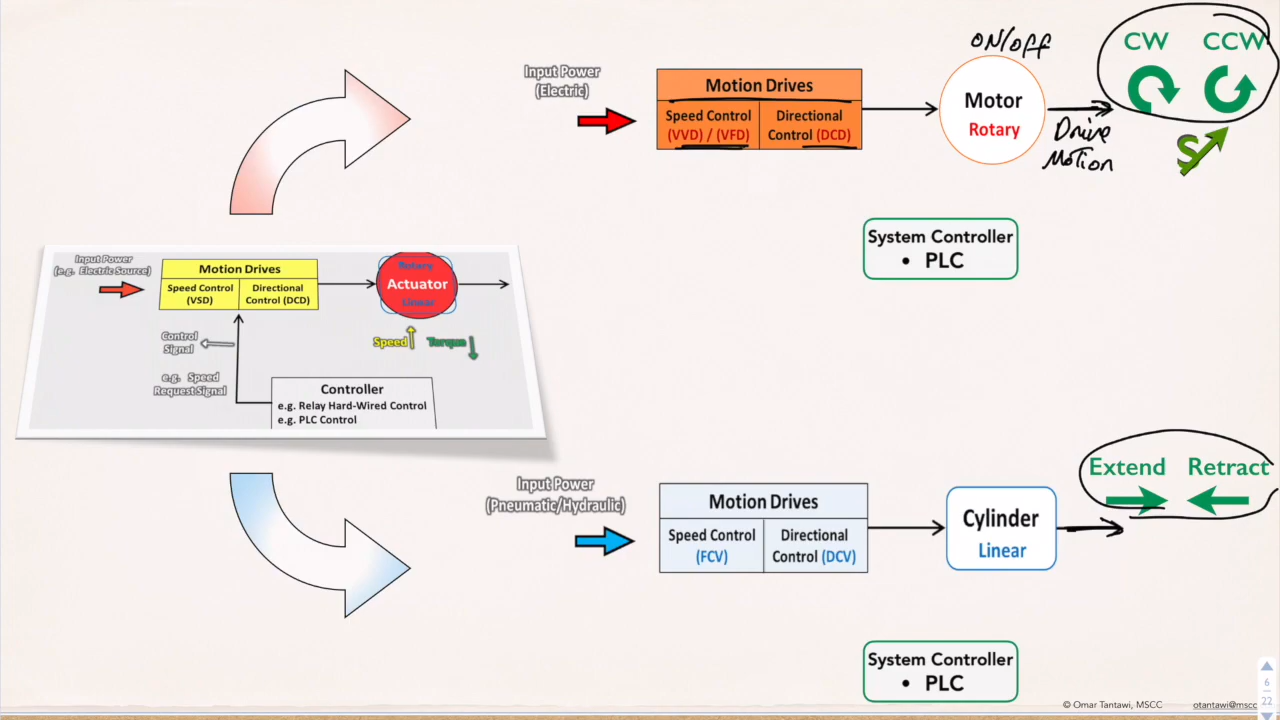 ON/OFF
CW CCW
Input Power
(Electric)
Motion Drives
Speed Control
(VVD) / (VFD)
Directional
Control (DCD)
Motor
Rotary
Drive
Motion
S
System Controller
• PLC
Input Power
(e.g. Electric Source)
Motion Drives
Speed Control
(VSD)
Directional
Control (DCD)
Rotary
Actuator
Linear
Control
Signal
Speed Torque
e.g. Speed
Request Signal
Controller
e.g. Relay Hard-Wired Control
e.g. PLC Control
Extend Retract
Input Power
(Pneumatic/Hydraulic)
Motion Drives
Speed Control
(FCV)
Directional
Control (DCV)
Cylinder
Linear
System Controller
• PLC
© Omar Tantawi, MSCC
otantawi@mscc
6
22